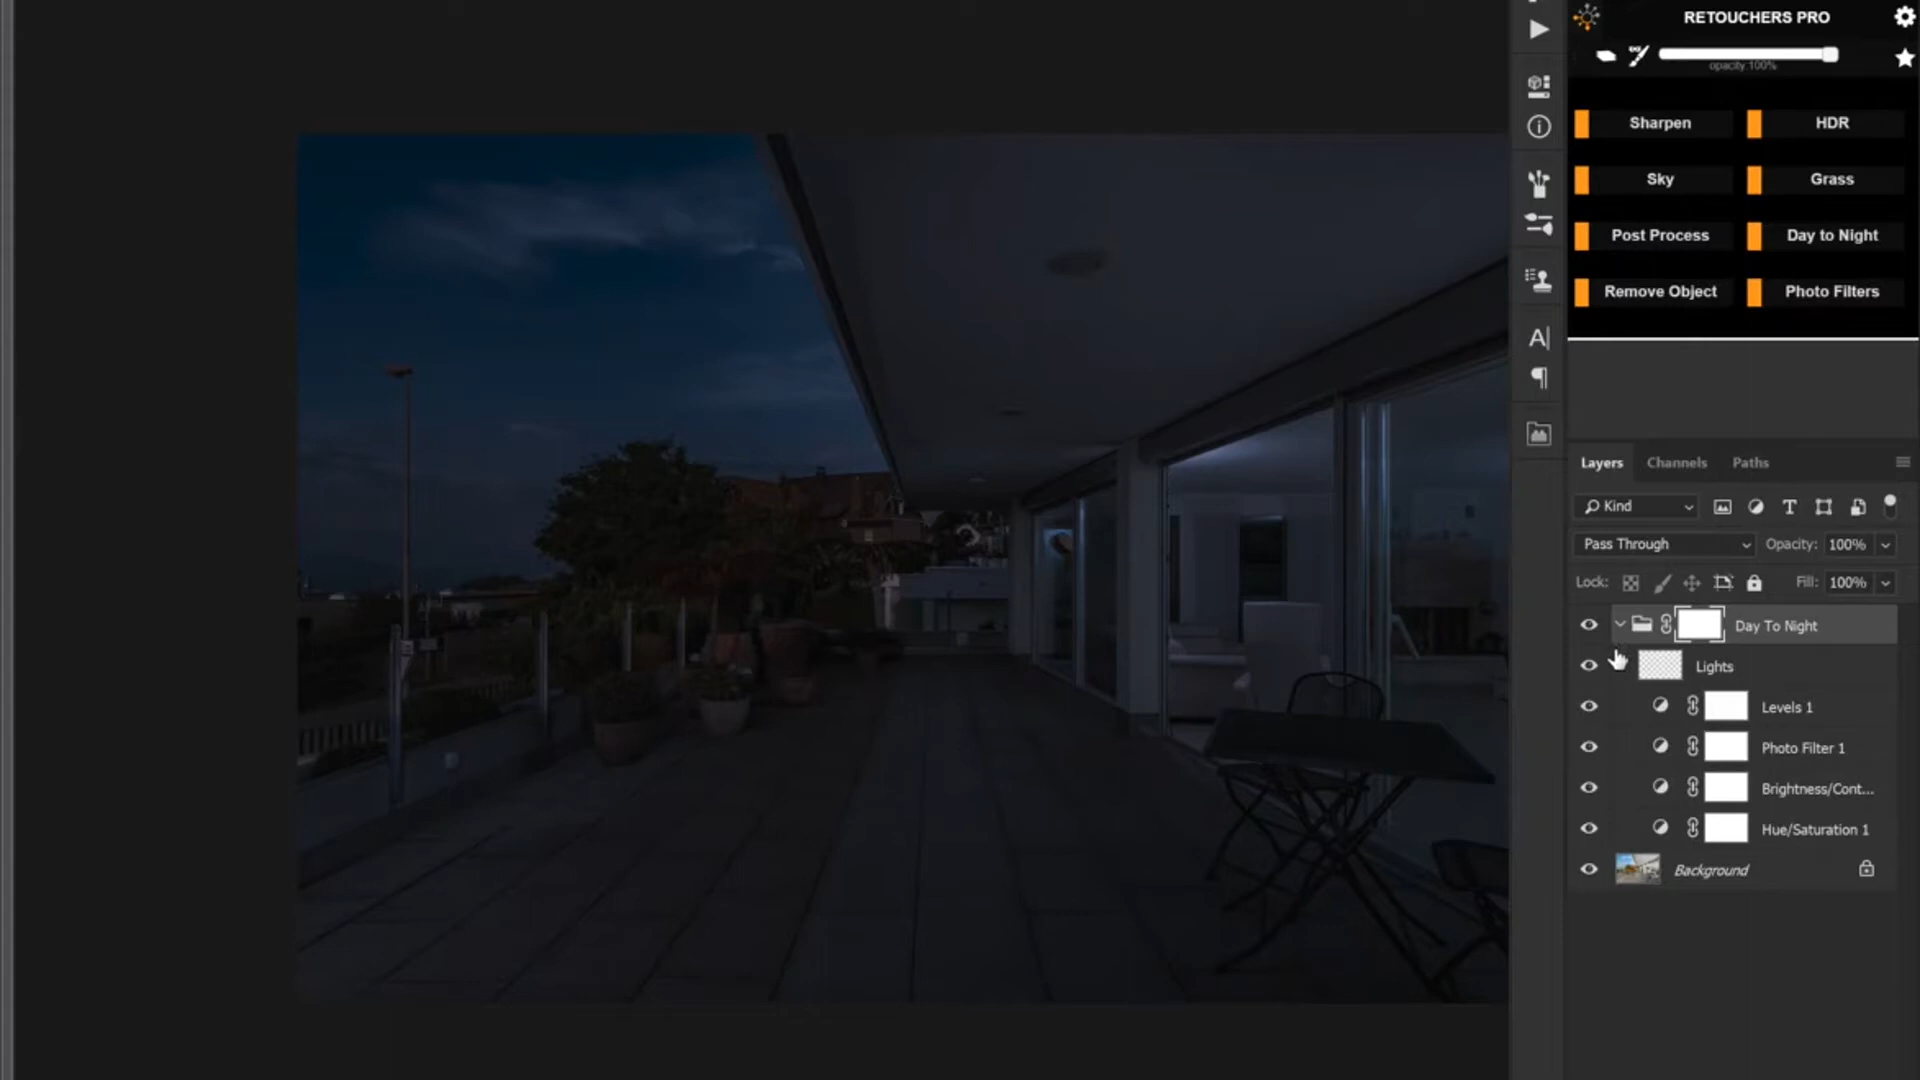 RETOUCHERS PRO
opacity:100%
Sharpen
HDR
Sky
Grass
Post Process
Day to Night
Remove Object
Photo Filters
Layers
Channels
Paths
Kind
Pass Through
Opacity: 100%
Lock:
Fill: 100%
Day To Night
Lights
Levels 1
Photo Filter 1
Brightness/Cont...
Hue/Saturation 1
Background